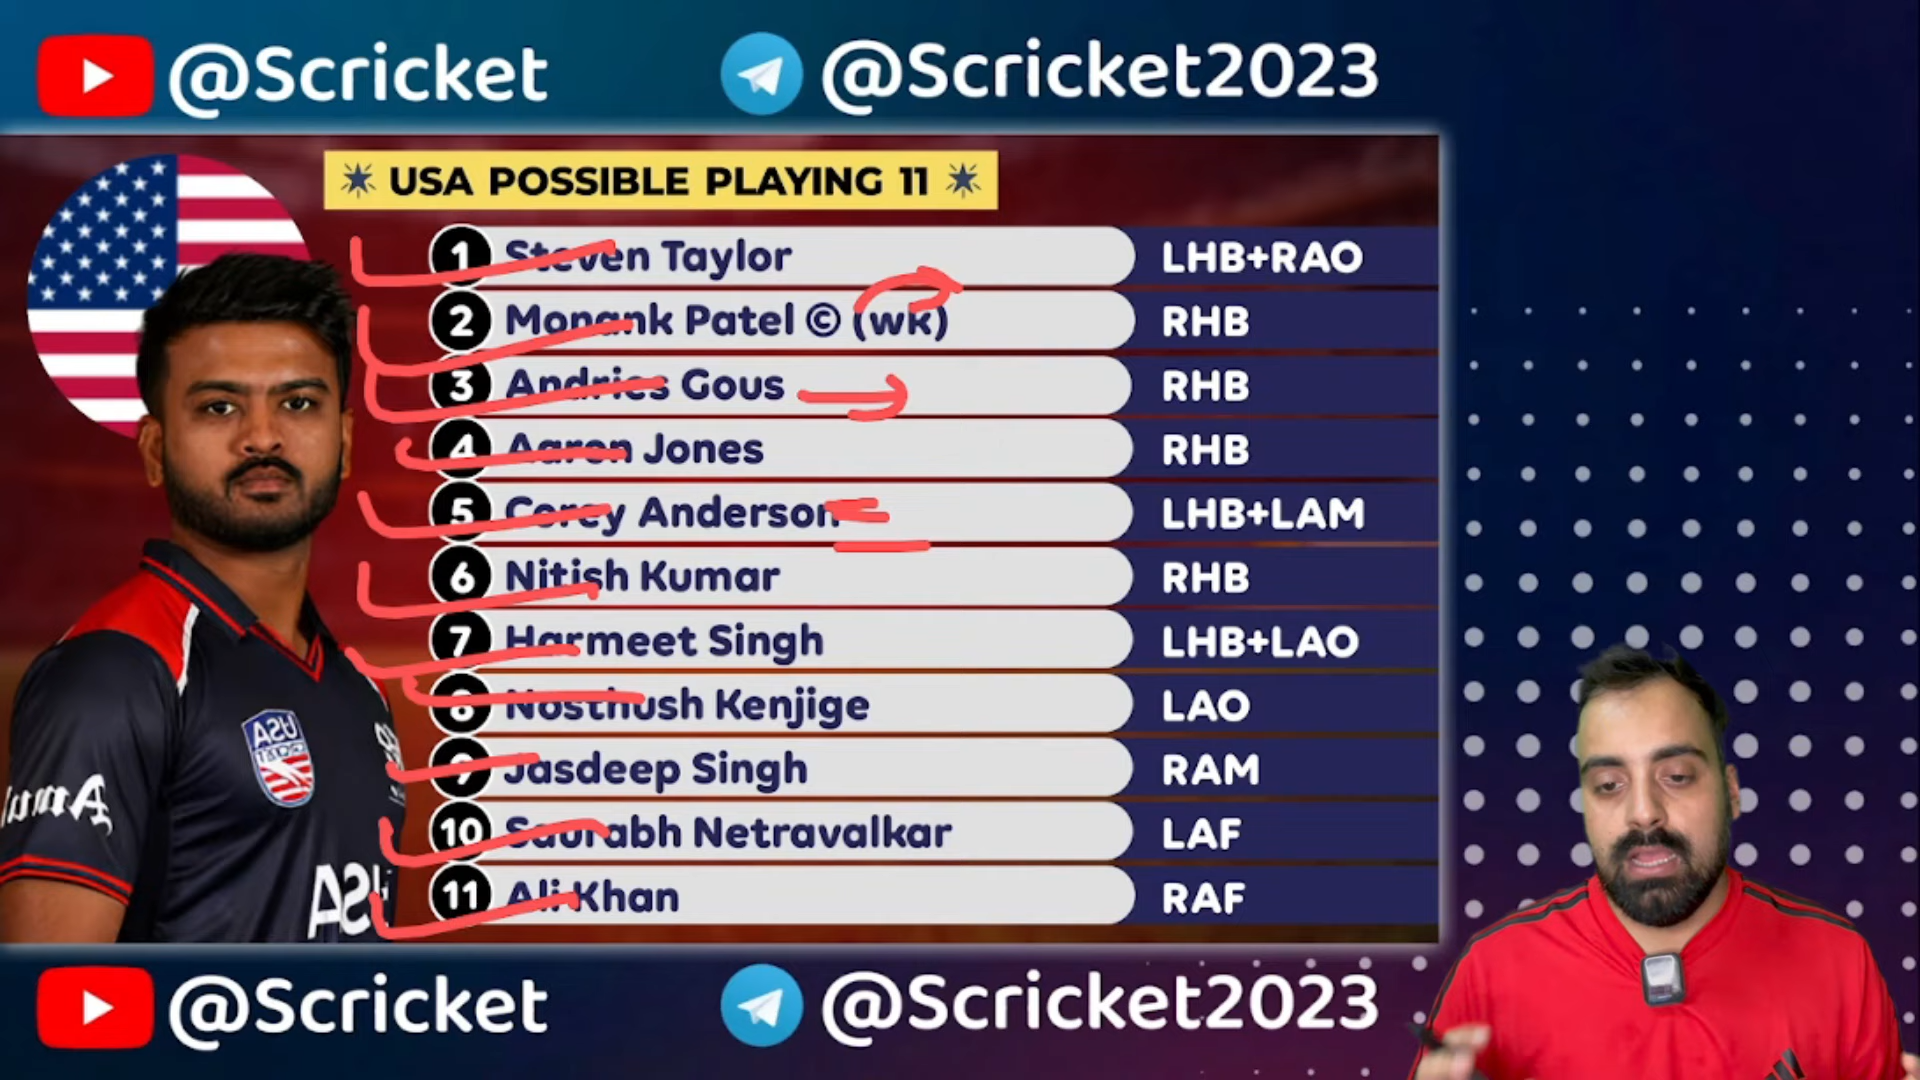 @Scricket
@Scricket2023
USA POSSIBLE PLAYING 11
1 Steven Taylor LHB+RAO
2 Monank Patel © (wk) RHB
3 Andries Gous RHB
4 Aaron Jones RHB
5 Corey Anderson LHB+LAM
6 Nitish Kumar RHB
7 Harmeet Singh LHB+LAO
8 Nosthush Kenjige LAO
9 Jasdeep Singh RAM
10 Saurabh Netravalkar LAF
11 Ali Khan RAF
USA
USA
@Scricket
@Scricket2023